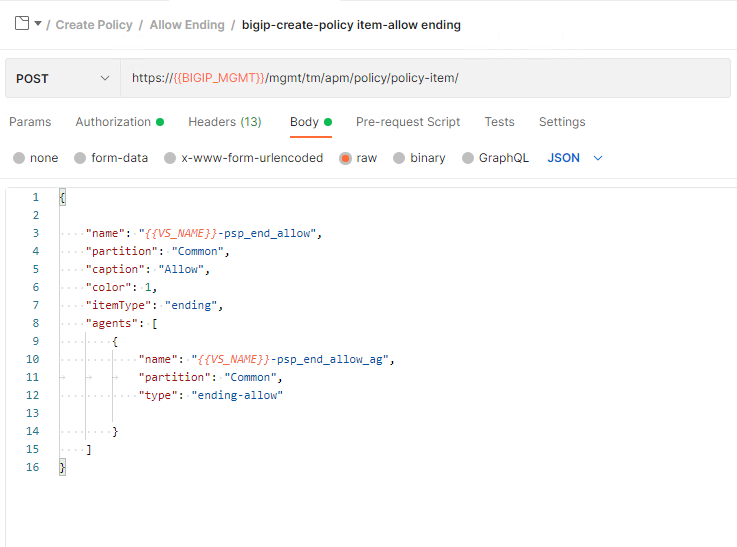 / Create Policy / Allow Ending / bigip-create-policy item-allow ending
POST https://{{BIGIP_MGMT}}/mgmt/tm/apm/policy/policy-item/
Params Authorization Headers (13) Body Pre-request Script Tests Settings
none form-data x-www-form-urlencoded raw binary GraphQL JSON
1 {
2
3 "name": "{{VS_NAME}}-psp_end_allow",
4 "partition": "Common",
5 "caption": "Allow",
6 "color": 1,
7 "itemType": "ending",
8 "agents": [
9 {
10 "name": "{{VS_NAME}}-psp_end_allow_ag",
11 "partition": "Common",
12 "type": "ending-allow"
13
14 }
15 ]
16 }